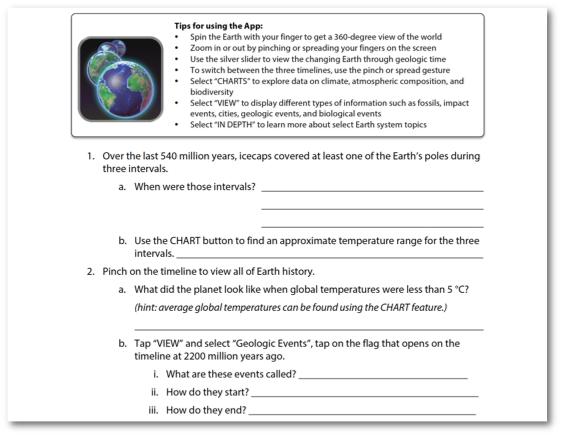 Tips for using the App:
• Spin the Earth with your finger to get a 360-degree view of the world
• Zoom in or out by pinching or spreading your fingers on the screen
• Use the silver slider to view the changing Earth through geologic time
• To switch between the three timelines, use the pinch or spread gesture
• Select "CHARTS" to explore data on climate, atmospheric composition, and
biodiversity
• Select "VIEW" to display different types of information such as fossils, impact
events, cities, geologic events, and biological events
• Select "IN DEPTH" to learn more about select Earth system topics
1. Over the last 540 million years, icecaps covered at least one of the Earth's poles during
three intervals.
a. When were those intervals?
b. Use the CHART button to find an approximate temperature range for the three
intervals.
2. Pinch on the timeline to view all of Earth history.
a. What did the planet look like when global temperatures were less than 5 °C?
(hint: average global temperatures can be found using the CHART feature.)
b. Tap "VIEW" and select "Geologic Events", tap on the flag that opens on the
timeline at 2200 million years ago.
i. What are these events called?
ii. How do they start?
iii. How do they end?